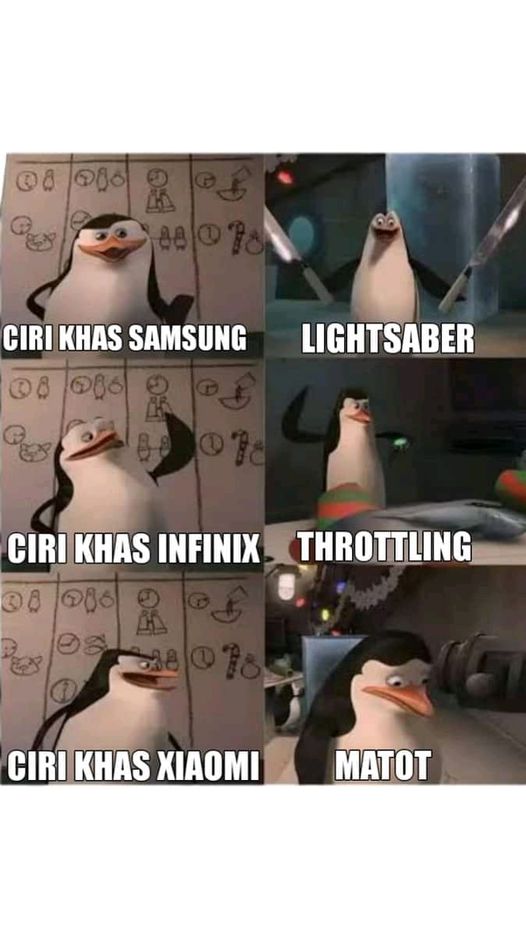 CIRI KHAS SAMSUNG
LIGHTSABER
CIRI KHAS INFINIX
THROTTLING
CIRI KHAS XIAOMI
MATOT